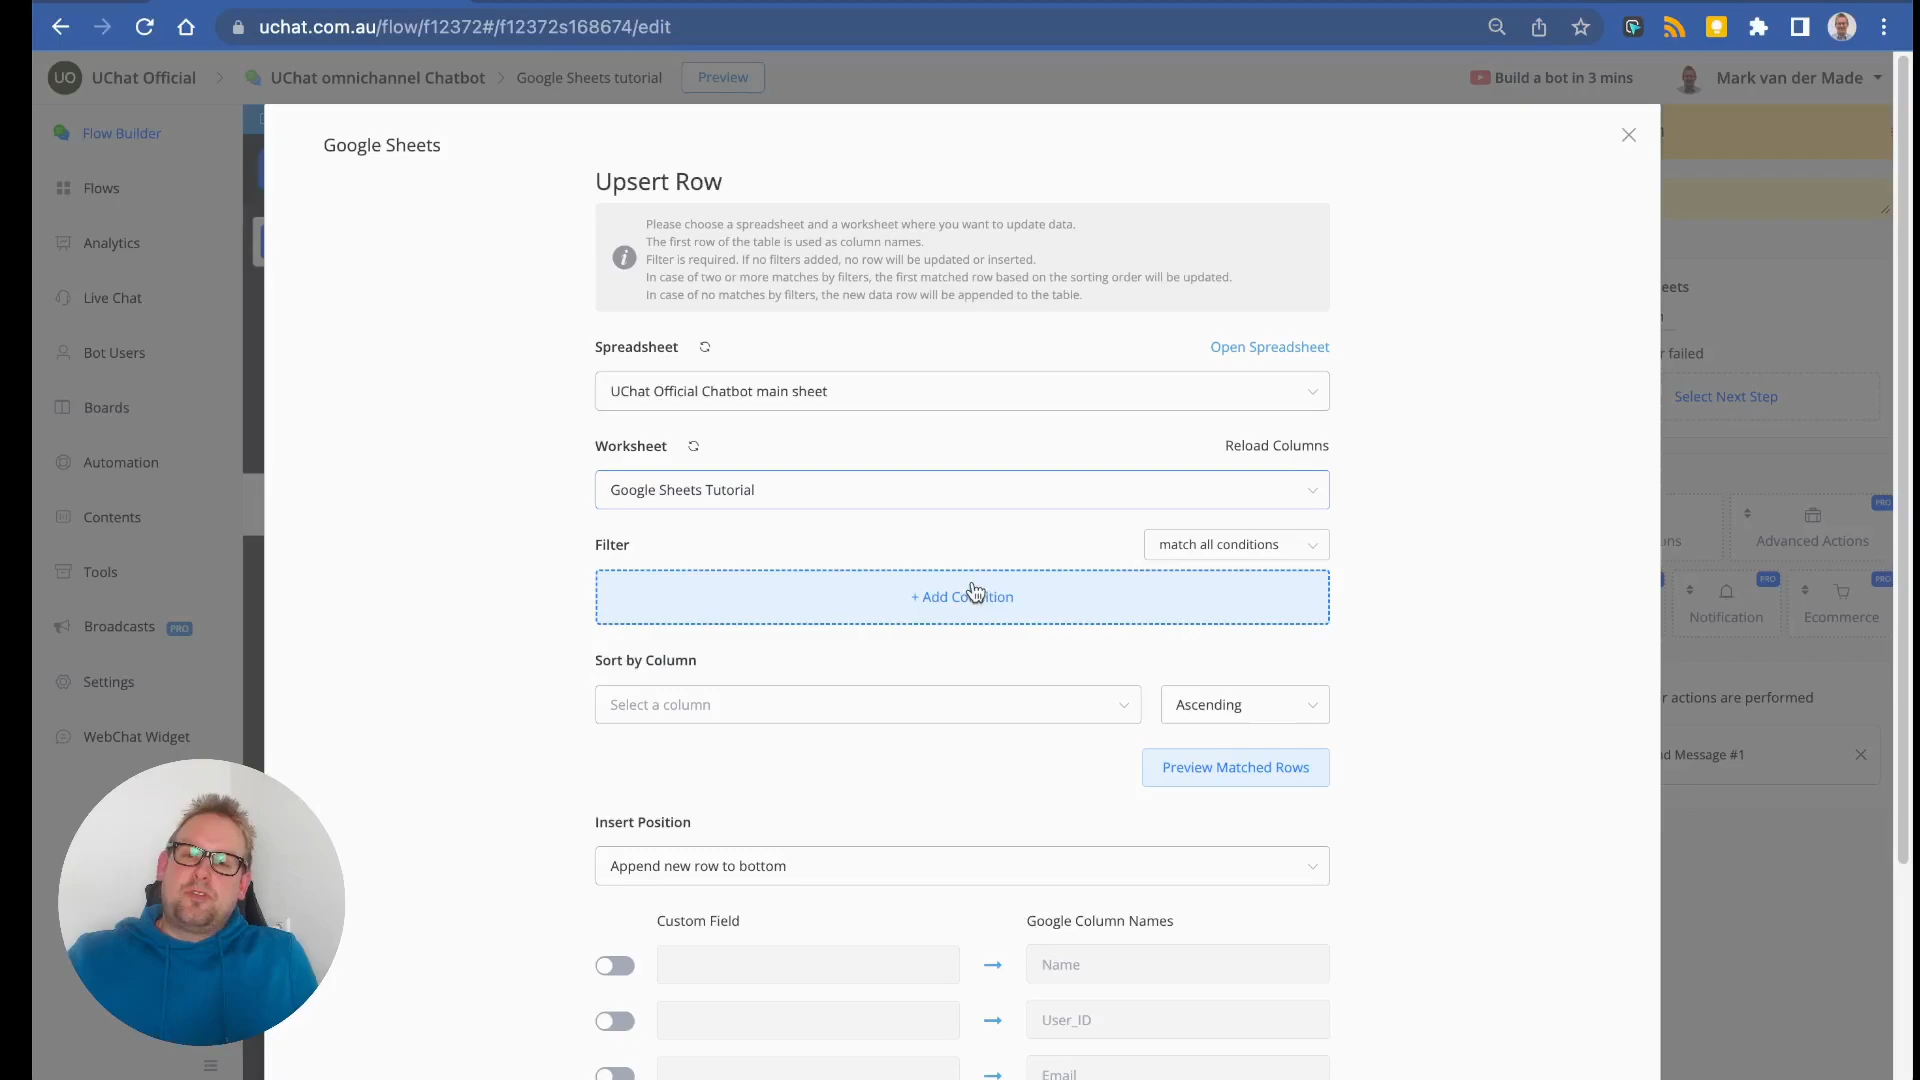 uchat.com.au/flow/f12372#/f12372s168674/edit
UO UChat Official
UChat omnichannel Chatbot
Google Sheets tutorial
Preview
Build a bot in 3 mins
Mark van der Made
Flow Builder
Flows
Analytics
Live Chat
Bot Users
Boards
Automation
Contents
Tools
Broadcasts PRO
Settings
WebChat Widget
Google Sheets
Upsert Row
Please choose a spreadsheet and a worksheet where you want to update data.
The first row of the table is used as column names.
Filter is required. If no filters added, no row will be updated or inserted.
In case of two or more matches by filters, the first matched row based on the sorting order will be updated.
In case of no matches by filters, the new data row will be appended to the table.
Spreadsheet
Open Spreadsheet
UChat Official Chatbot main sheet
Worksheet
Reload Columns
Google Sheets Tutorial
Filter
match all conditions
+ Add Condition
Sort by Column
Select a column
Ascending
Preview Matched Rows
Insert Position
Append new row to bottom
Custom Field
Google Column Names
Name
User_ID
Email
eets
r failed
Select Next Step
PRO
ns
Advanced Actions
PRO
PRO
Notification
Ecommerce
r actions are performed
d Message #1